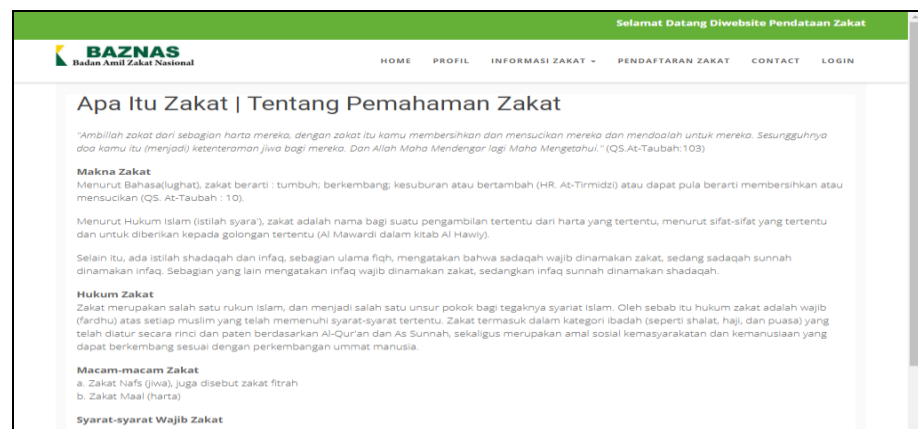 Selamat Datang Diwebsite Pendataan Zakat
BAZNAS
Badan Amil Zakat Nasional
HOME PROFIL INFORMASI ZAKAT PENDAFTARAN ZAKAT CONTACT LOGIN
Apa Itu Zakat | Tentang Pemahaman Zakat
"Ambillah zakat dari sebagian harta mereka, dengan zakat itu kamu membersihkan dan mensucikan mereka dan mendoalah untuk mereka. Sesungguhnya
doa kamu itu (menjadi) ketenteraman jiwa bagi mereka. Dan Allah Maha Mendengar lagi Maha Mengetahui." (QS.At-Taubah:103)
Makna Zakat
Menurut Bahasa(lughat), zakat berarti : tumbuh; berkembang; kesuburan atau bertambah (HR. At-Tirmidzi) atau dapat pula berarti membersihkan atau
mensucikan (QS. At-Taubah : 10).
Menurut Hukum Islam (istilah syara'), zakat adalah nama bagi suatu pengambilan tertentu dari harta yang tertentu, menurut sifat-sifat yang tertentu
dan untuk diberikan kepada golongan tertentu (Al Mawardi dalam kitab Al Hawiy).
Selain itu, ada istilah shadaqah dan infaq, sebagian ulama fiqh, mengatakan bahwa sadaqah wajib dinamakan zakat, sedang sadaqah sunnah
dinamakan infaq. Sebagian yang lain mengatakan infaq wajib dinamakan zakat, sedangkan infaq sunnah dinamakan shadaqah.
Hukum Zakat
Zakat merupakan salah satu rukun Islam, dan menjadi salah satu unsur pokok bagi tegaknya syariat Islam. Oleh sebab itu hukum zakat adalah wajib
(fardhu) atas setiap muslim yang telah memenuhi syarat-syarat tertentu. Zakat termasuk dalam kategori ibadah (seperti shalat, haji, dan puasa) yang
telah diatur secara rinci dan paten berdasarkan Al-Qur'an dan As Sunnah, sekaligus merupakan amal sosial kemasyarakatan dan kemanusiaan yang
dapat berkembang sesuai dengan perkembangan ummat manusia.
Macam-macam Zakat
a. Zakat Nafs (jiwa), juga disebut zakat fitrah
b. Zakat Maal (harta)
Syarat-syarat Wajib Zakat